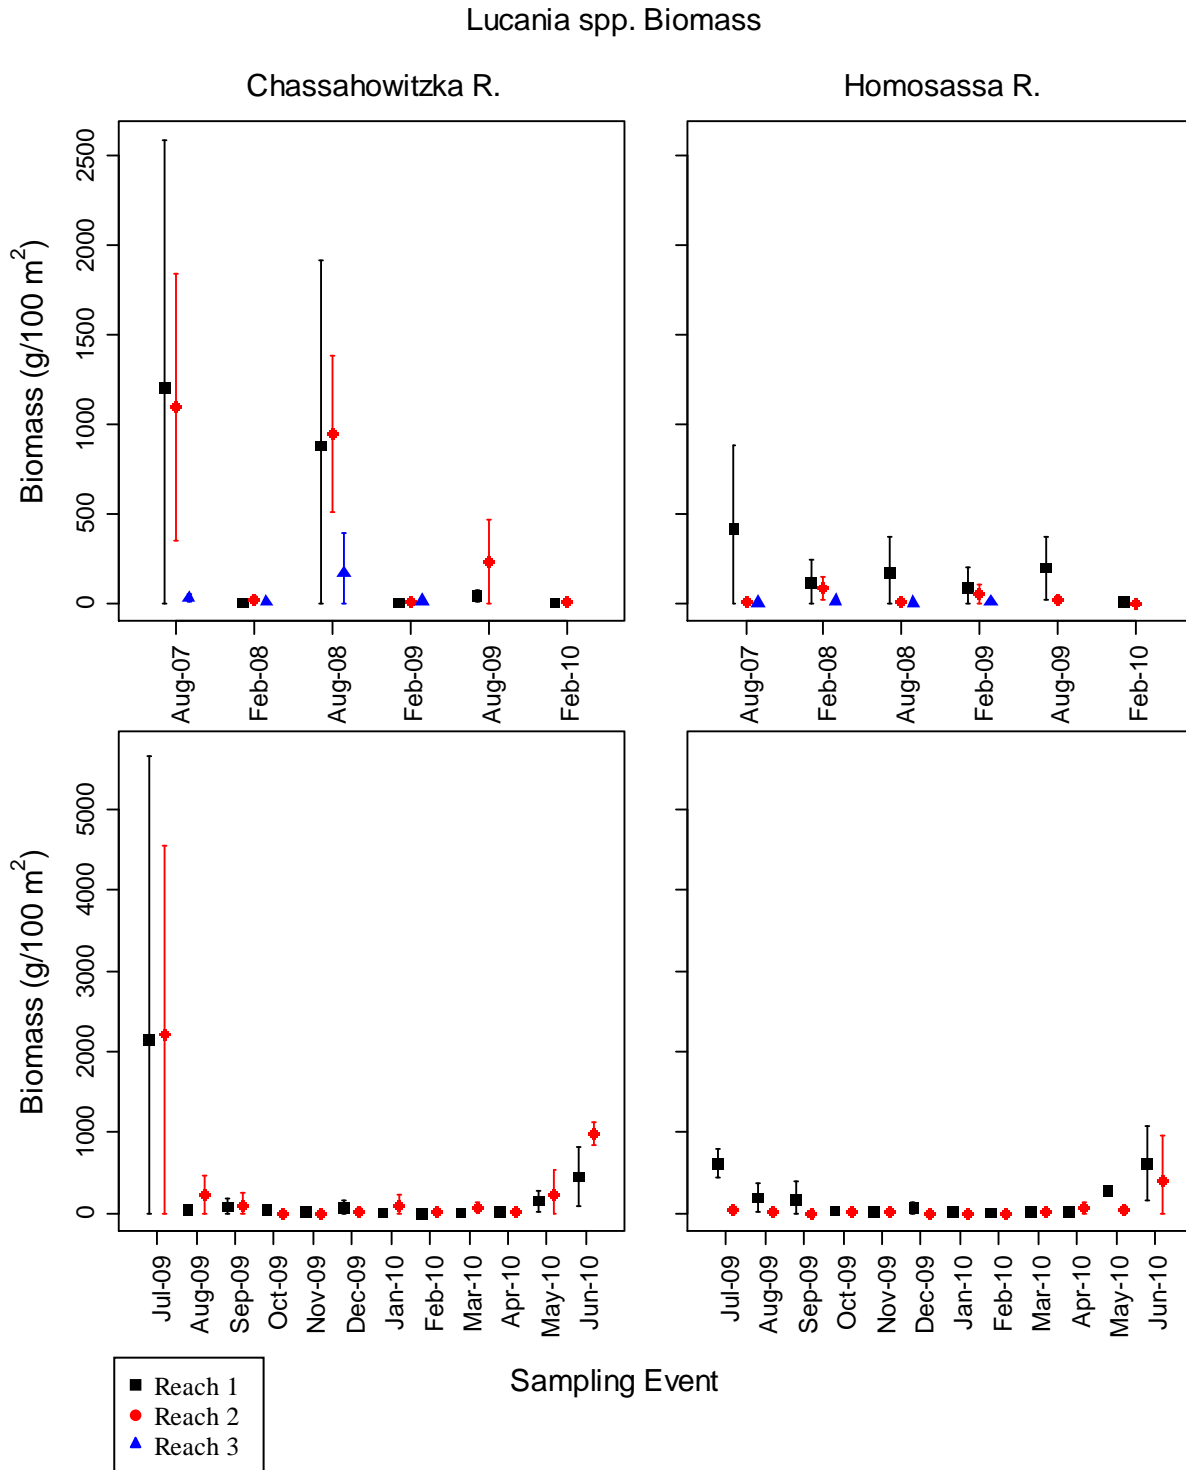 Lucania spp. Biomass
Chassahowitzka R.
Homosassa R.
Biomass (g/100 m²)
2500
2000
1500
1000
500
0
Aug-07
Feb-08
Aug-08
Feb-09
Aug-09
Feb-10
Aug-07
Feb-08
Aug-08
Feb-09
Aug-09
Feb-10
Biomass (g/100 m²)
5000
4000
3000
2000
1000
0
Jul-09
Aug-09
Sep-09
Oct-09
Nov-09
Dec-09
Jan-10
Feb-10
Mar-10
Apr-10
May-10
Jun-10
Jul-09
Aug-09
Sep-09
Oct-09
Nov-09
Dec-09
Jan-10
Feb-10
Mar-10
Apr-10
May-10
Jun-10
Sampling Event
Reach 1
Reach 2
Reach 3